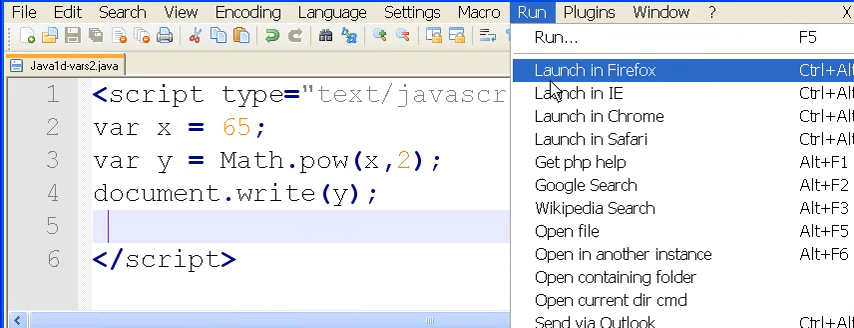 File Edit Search View Encoding Language Settings Macro Run Plugins Window ? X
Java1d-vars2.java
1 <script type="text/javascr
2 var x = 65;
3 var y = Math.pow(x,2);
4 document.write(y);
5
6 </script>
Run... F5
Launch in Firefox Ctrl+Alt
Launch in IE Ctrl+Alt
Launch in Chrome Ctrl+Alt
Launch in Safari Ctrl+Alt
Get php help Alt+F1
Google Search Alt+F2
Wikipedia Search Alt+F3
Open file Alt+F5
Open in another instance Alt+F6
Open containing folder
Open current dir cmd
Send via Outlook Ctrl+Alt